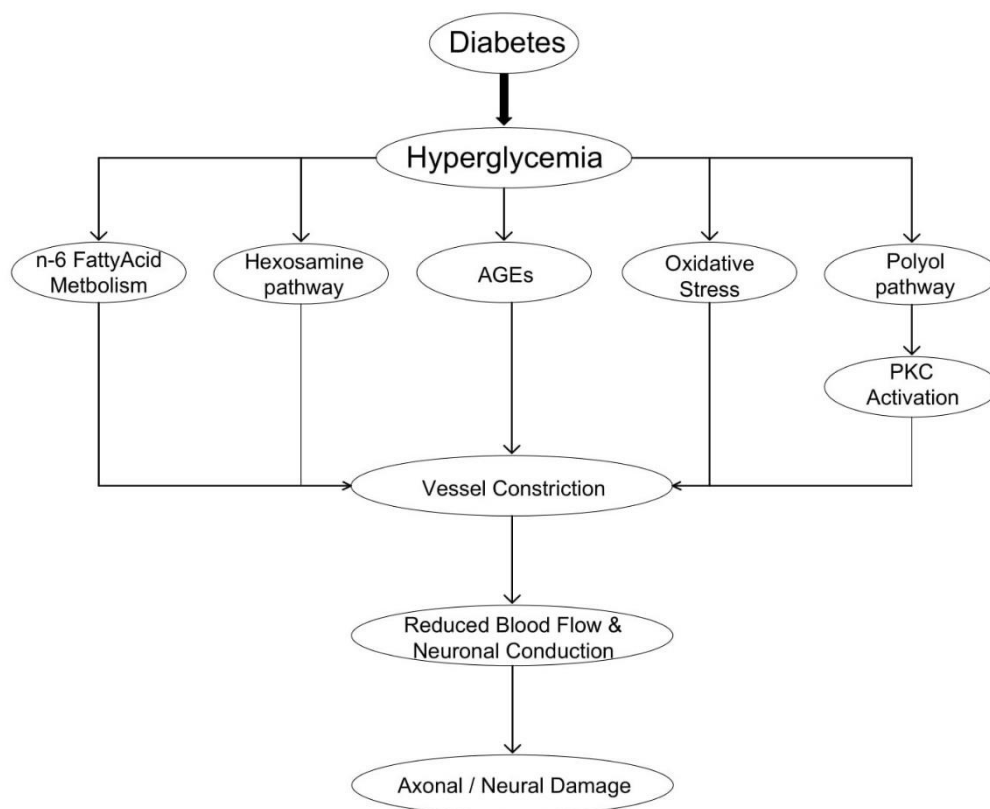 Diabetes
Hyperglycemia
n-6 FattyAcid
Metbolism
Hexosamine
pathway
AGEs
Oxidative
Stress
Polyol
pathway
PKC
Activation
Vessel Constriction
Reduced Blood Flow &
Neuronal Conduction
Axonal / Neural Damage